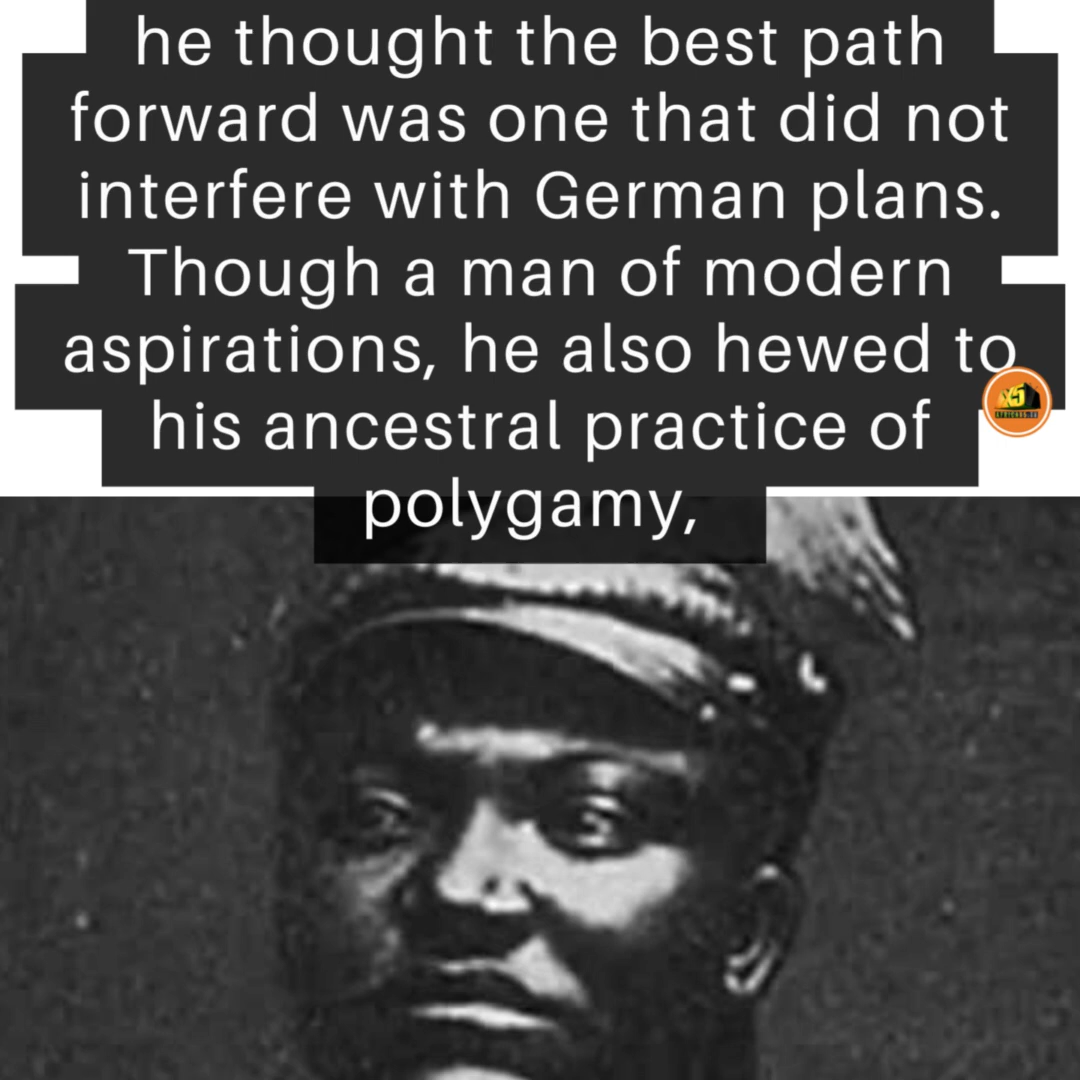 he thought the best path
forward was one that did not
interfere with German plans.
Though a man of modern
aspirations, he also hewed to
his ancestral practice of
polygamy,